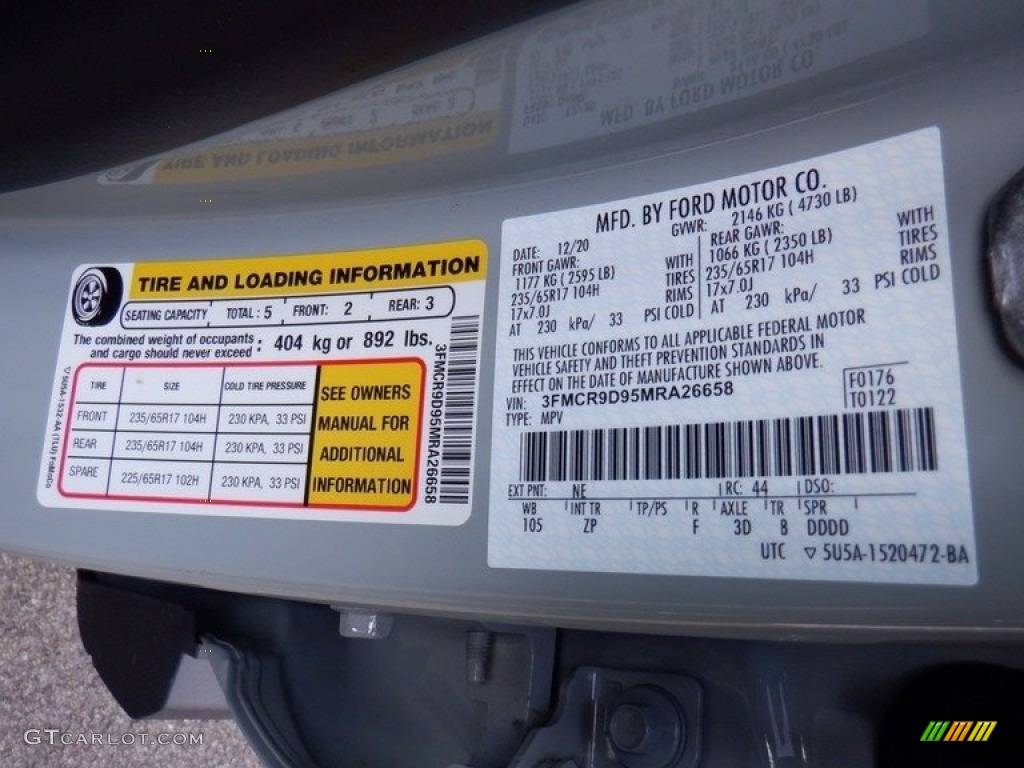 TIRE AND LOADING INFORMATION
SEATING CAPACITY TOTAL : 5 FRONT: 2 REAR: 3
The combined weight of occupants
and cargo should never exceed : 404 kg or 892 lbs.
TIRE SIZE COLD TIRE PRESSURE
FRONT 235/65R17 104H 230 KPA, 33 PSI
REAR 235/65R17 104H 230 KPA, 33 PSI
SPARE 225/65R17 102H 230 KPA, 33 PSI
SEE OWNERS
MANUAL FOR
ADDITIONAL
INFORMATION
3FMCR9D95MRA26658
▽5U5A-1532-AA (TLU) FoMoCo
MFD. BY FORD MOTOR CO.
DATE: 12/20 GVWR: 2146 KG ( 4730 LB)
FRONT GAWR: WITH REAR GAWR: WITH
1177 KG ( 2595 LB) TIRES 1066 KG ( 2350 LB) TIRES
235/65R17 104H RIMS 235/65R17 104H RIMS
17x7.0J 17x7.0J
AT 230 kPa/ 33 PSI COLD AT 230 kPa/ 33 PSI COLD
THIS VEHICLE CONFORMS TO ALL APPLICABLE FEDERAL MOTOR
VEHICLE SAFETY AND THEFT PREVENTION STANDARDS IN
EFFECT ON THE DATE OF MANUFACTURE SHOWN ABOVE.
VIN: 3FMCR9D95MRA26658
TYPE: MPV
F0176
T0122
EXT PNT: NE RC: 44 DSO:
WB INT TR TP/PS R AXLE TR SPR
105 ZP F 3D 8 DDDD
UTC ▽5U5A-1520472-BA
GTCARLOT.COM